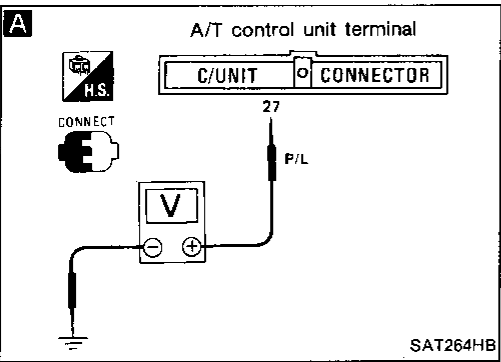 A
A/T control unit terminal
C/UNIT CONNECTOR
H.S.
CONNECT
27
P/L
V
SAT264HB